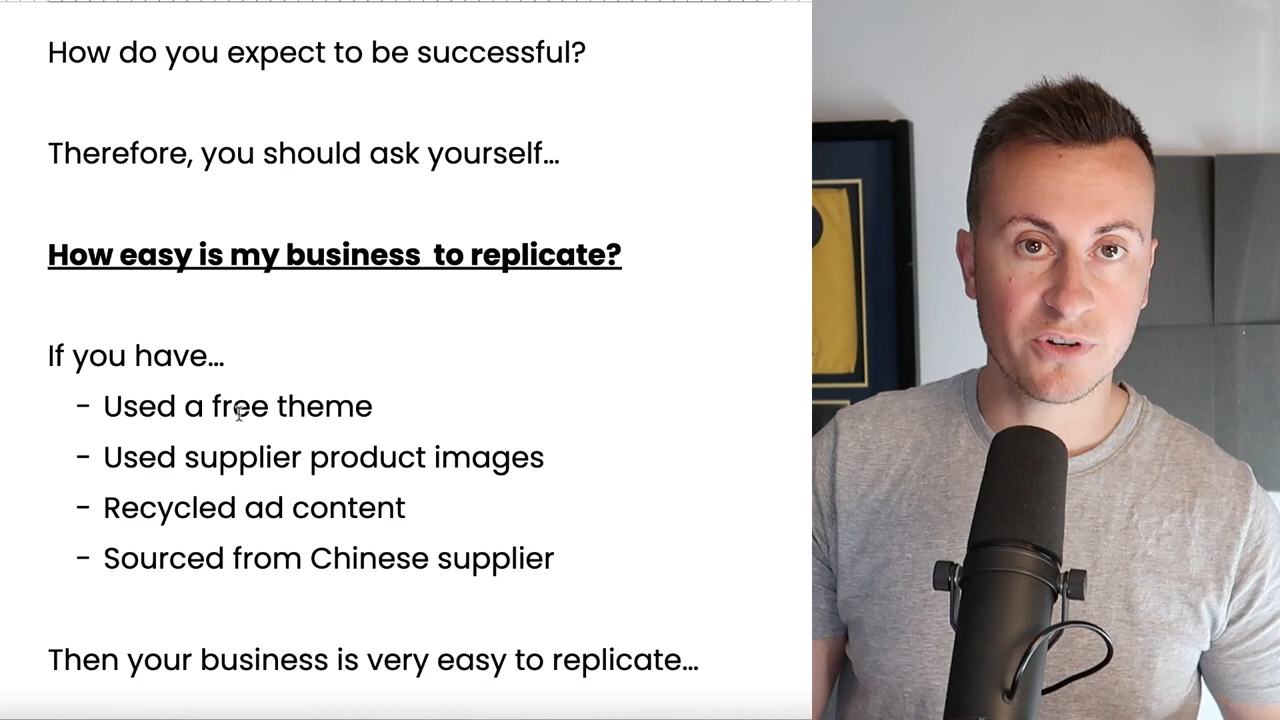 How do you expect to be successful?
Therefore, you should ask yourself…
How easy is my business  to replicate?
If you have…
- Used a free theme
- Used supplier product images
- Recycled ad content
- Sourced from Chinese supplier
Then your business is very easy to replicate…